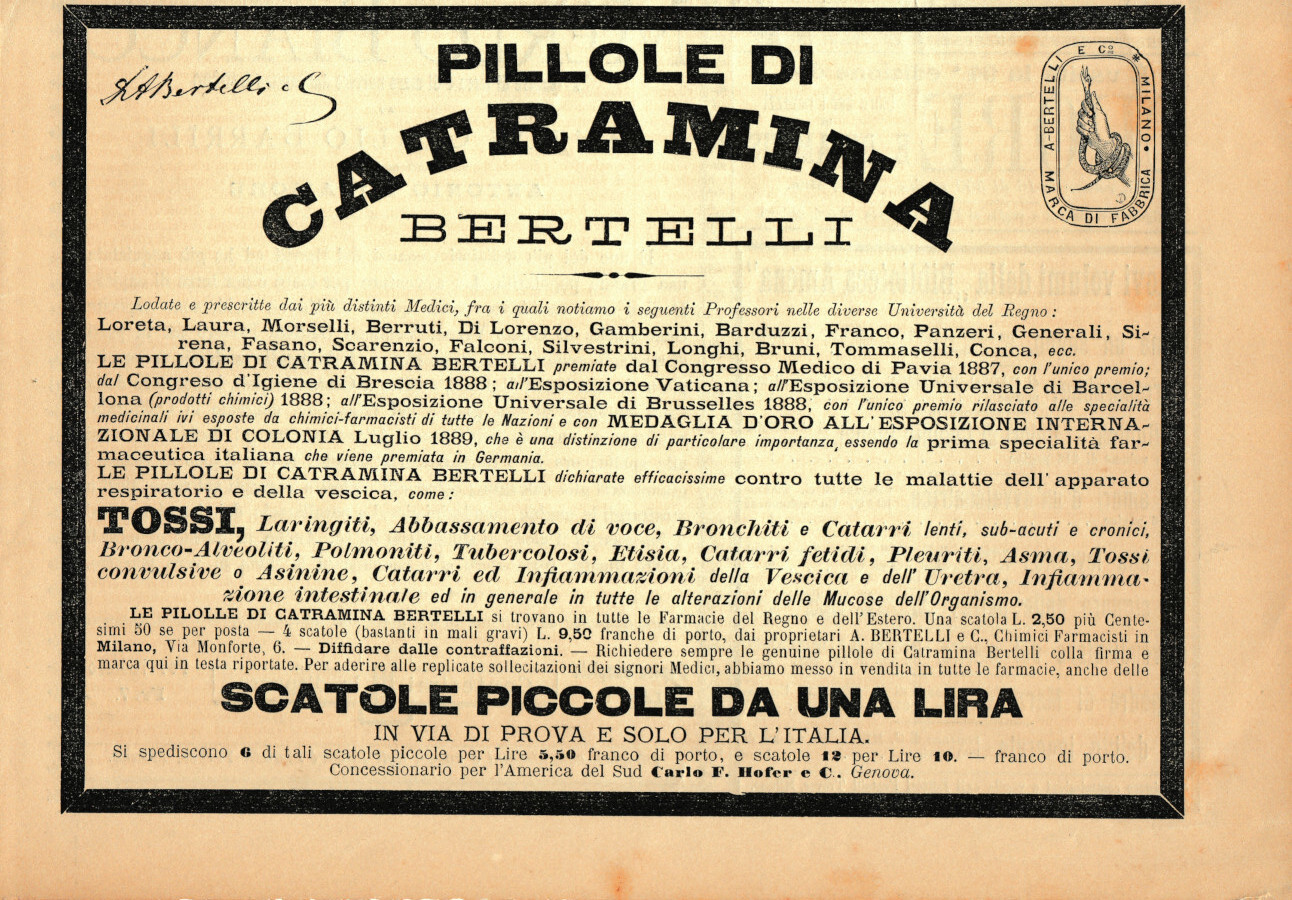 PILLOLE DI
A Bertelli e C
A-BERTELLI E Cº * MILANO • MARCA DI FABBRICA
CATRAMINA
BERTELLI
Lodate e prescritte dai più distinti Medici, fra i quali notiamo i seguenti Professori nelle diverse Università del Regno :
Loreta, Laura, Morselli, Berruti, Di Lorenzo, Gamberini, Barduzzi, Franco, Panzeri, Generali, Si-
rena, Fasano, Scarenzio, Falconi, Silvestrini, Longhi, Bruni, Tommaselli, Conca, ecc.
LE PILLOLE DI CATRAMINA BERTELLI premiate dal Congresso Medico di Pavia 1887, con l'unico premio;
dal Congreso d'Igiene di Brescia 1888 ; all'Esposizione Vaticana ; all'Esposizione Universale di Barcel-
lona (prodotti chimici) 1888 ; all'Esposizione Universale di Brusselles 1888, con l'unico premio rilasciato alle specialità
medicinali ivi esposte da chimici-farmacisti di tutte le Nazioni e con MEDAGLIA D'ORO ALL'ESPOSIZIONE INTERNA-
ZIONALE DI COLONIA Luglio 1889, che è una distinzione di particolare importanza, essendo la prima specialità far-
maceutica italiana che viene premiata in Germania.
LE PILLOLE DI CATRAMINA BERTELLI dichiarate efficacissime contro tutte le malattie dell' apparato
respiratorio e della vescica, come :
TOSSI, Laringiti, Abbassamento di voce, Bronchiti e Catarri lenti, sub-acuti e cronici,
Bronco-Alveoliti, Polmoniti, Tubercolosi, Etisia, Catarri fetidi, Pleuriti, Asma, Tossi
convulsive o Asinine, Catarri ed Infiammazioni della Vescica e dell' Uretra, Infiamma-
zione intestinale ed in generale in tutte le alterazioni delle Mucose dell'Organismo.
LE PILOLLE DI CATRAMINA BERTELLI si trovano in tutte le Farmacie del Regno e dell'Estero. Una scatola L. 2,50 più Cente-
simi 50 se per posta — 4 scatole (bastanti in mali gravi) L. 9,50 franche di porto, dai proprietari A. BERTELLI e C., Chimici Farmacisti in
Milano, Via Monforte, 6. — Diffidare dalle contraffazioni. — Richiedere sempre le genuine pillole di Catramina Bertelli colla firma e
marca qui in testa riportate. Per aderire alle replicate sollecitazioni dei signori Medici, abbiamo messo in vendita in tutte le farmacie, anche delle
SCATOLE PICCOLE DA UNA LIRA
IN VIA DI PROVA E SOLO PER L'ITALIA.
Si spediscono 6 di tali scatole piccole per Lire 5,50 franco di porto, e scatole 12 per Lire 10. — franco di porto.
Concessionario per l'America del Sud Carlo F. Hofer e C.. Genova.